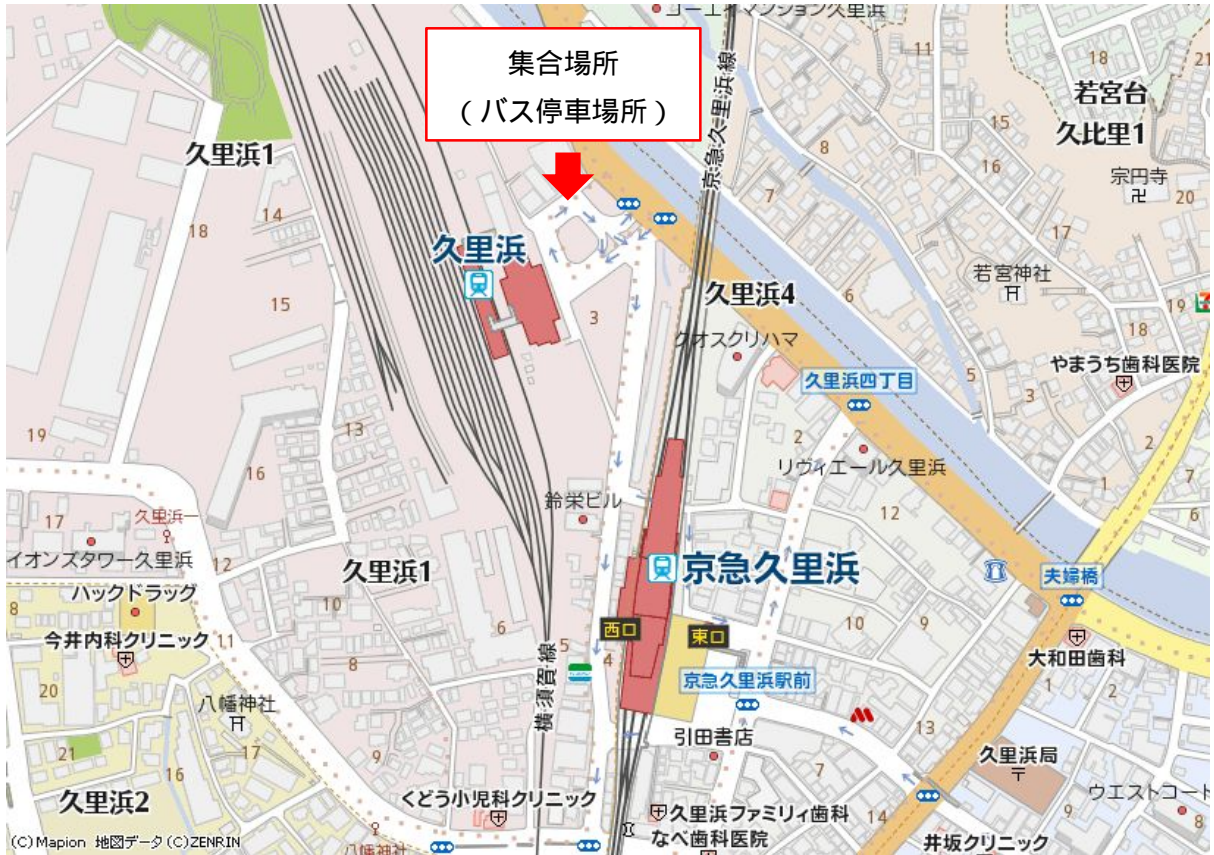 コーエイマンション久里浜
集合場所
(バス停車場所)
京急久里浜線
11
18
21
若宮台
久比里1
久里浜1
8
15
16
宗円寺
20
14
18
7
17
久里浜
若宮神社
久里浜4
6
19
15
3
クオスクリハマ
18
やまうち歯科医院
久里浜四丁目
5
3
13
19
2
2
1
16
リヴィエール久里浜
7
鈴栄ビル
12
6
17
久里浜一
イオンズタワー久里浜
12
久里浜1
京急久里浜
夫婦橋
ハックドラッグ
8
10
10
9
今井内科クリニック
11
6
西口
東口
大和田歯科
5
4
8
横須賀線
京急久里浜駅前
1
2
20
八幡神社
13
引田書店
久里浜局
21
17
9
7
16
久里浜2
くどう小児科クリニック
14
ウエストコート
久里浜ファミリィ歯科
8
なべ歯科医院
井坂クリニック
(C)Mapion 地図データ(C)ZENRIN
八幡神社